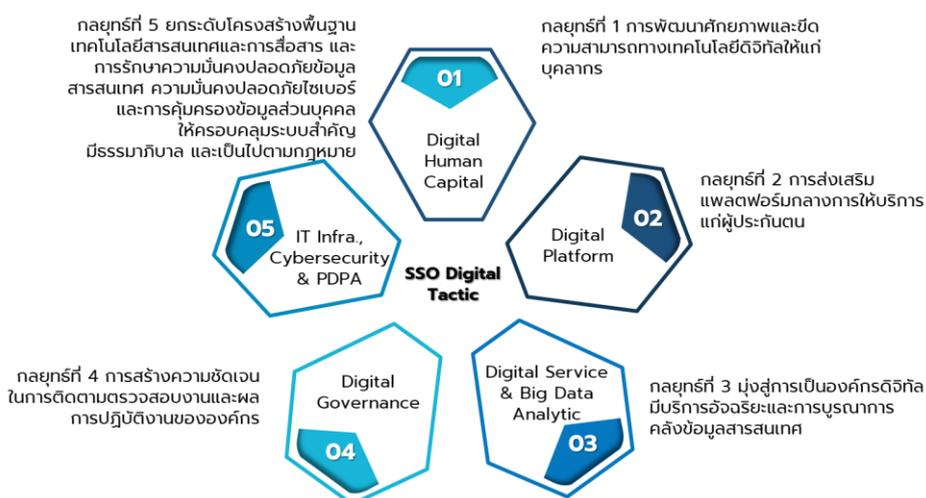 กลยุทธ์ที่ 1 การพัฒนาศักยภาพและขีด
ความสามารถทางเทคโนโลยีดิจิทัลให้แก่
บุคลากร
01
Digital
Human
Capital
กลยุทธ์ที่ 2 การส่งเสริม
แพลตฟอร์มกลางการให้บริการ
แก่ผู้ประกันตน
02
Digital
Platform
กลยุทธ์ที่ 3 มุ่งสู่การเป็นองค์กรดิจิทัล
มีบริการอัจฉริยะและการบูรณาการ
คลังข้อมูลสารสนเทศ
Digital Service
& Big Data
Analytic
03
กลยุทธ์ที่ 4 การสร้างความชัดเจน
ในการติดตามตรวจสอบงานและผล
การปฏิบัติงานขององค์กร
Digital
Governance
04
กลยุทธ์ที่ 5 ยกระดับโครงสร้างพื้นฐาน
เทคโนโลยีสารสนเทศและการสื่อสาร และ
การรักษาความมั่นคงปลอดภัยข้อมูล
สารสนเทศ ความมั่นคงปลอดภัยไซเบอร์
และการคุ้มครองข้อมูลส่วนบุคคล
ให้ครอบคลุมระบบสำคัญ
มีธรรมาภิบาล และเป็นไปตามกฎหมาย
05
IT Infra.,
Cybersecurity
& PDPA
SSO Digital
Tactic